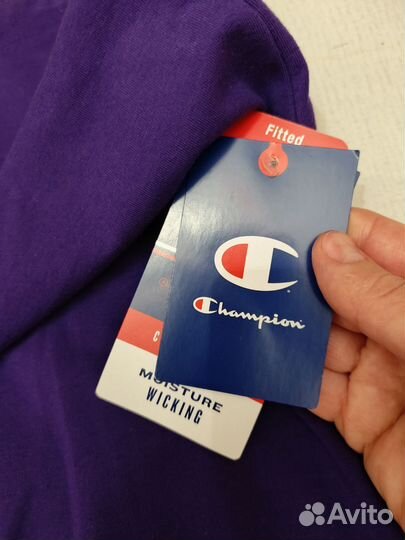 Fitted
Champion
C
MOISTURE
WICKING
Avito